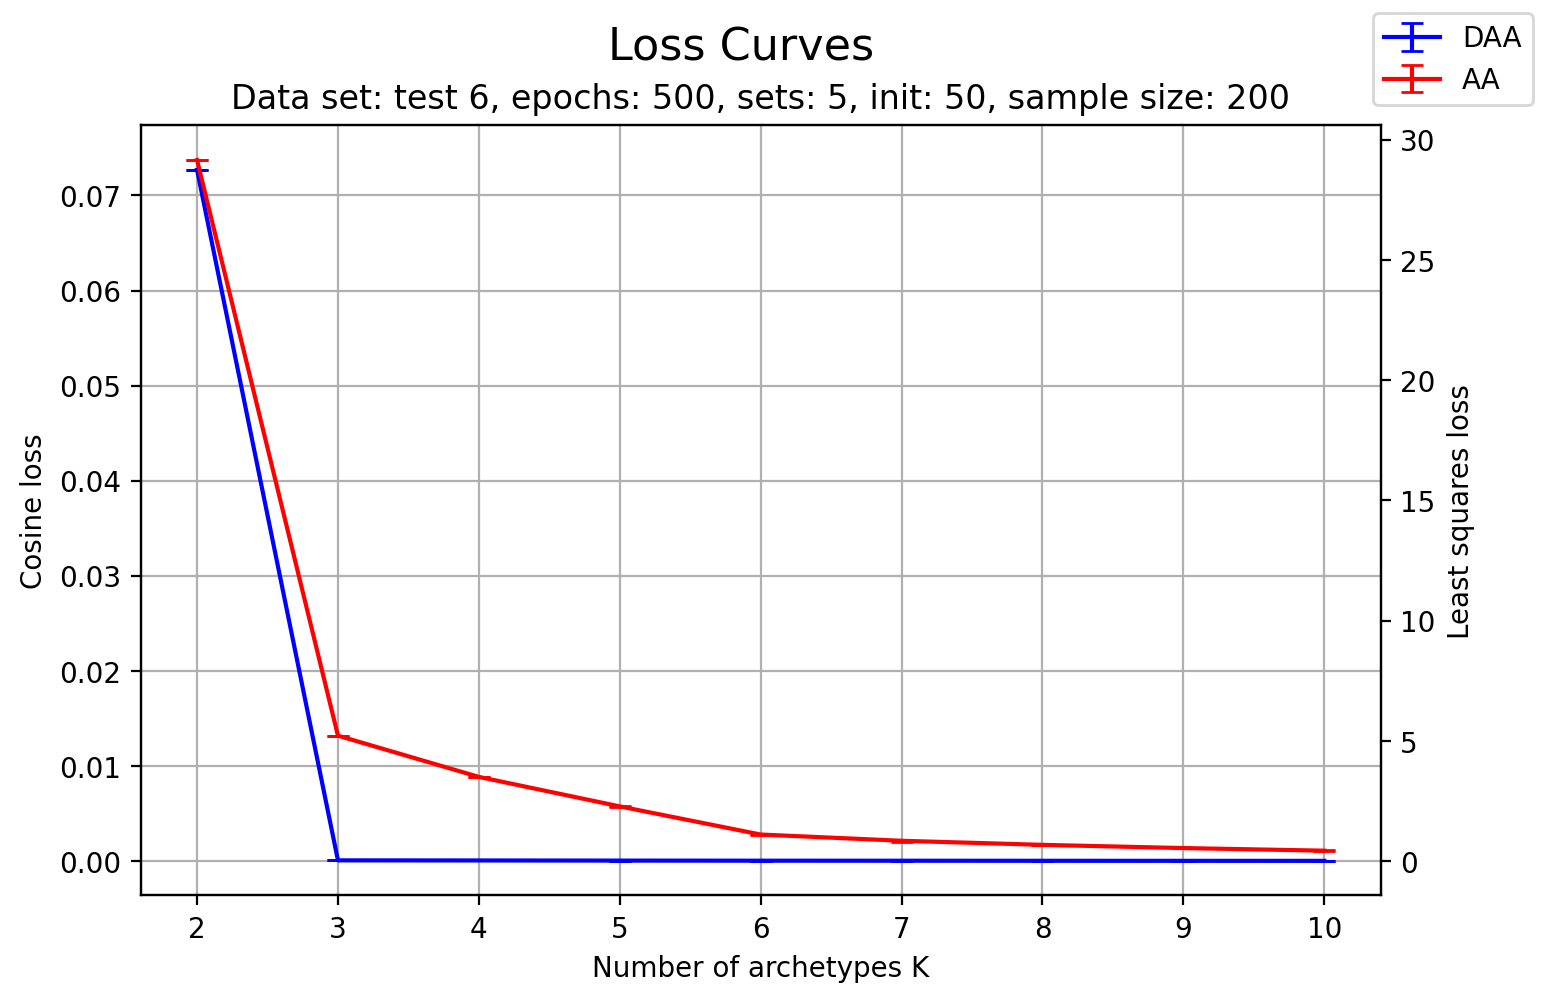 Loss Curves
Data set: test 6, epochs: 500, sets: 5, init: 50, sample size: 200
DAA
AA
Cosine loss
0.07
0.06
0.05
0.04
0.03
0.02
0.01
0.00
30
25
20
15
10
5
0
Least squares loss
2 3 4 5 6 7 8 9 10
Number of archetypes K